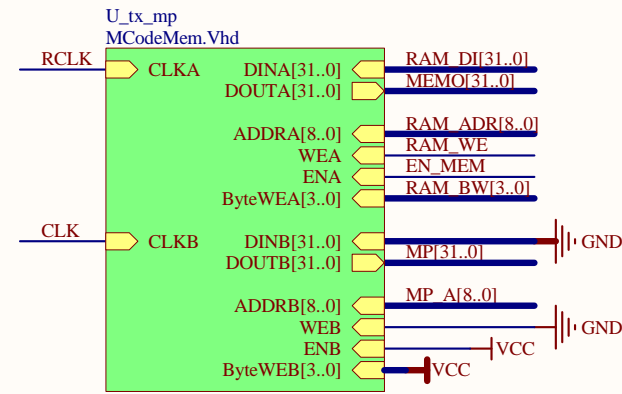 U_tx_mp
MCodeMem.Vhd
RCLK CLKA DINA[31..0] RAM_DI[31..0]
DOUTA[31..0] MEMO[31..0]
ADDRA[8..0] RAM_ADR[8..0]
WEA RAM_WE
ENA EN_MEM
ByteWEA[3..0] RAM_BW[3..0]
CLK CLKB DINB[31..0] GND
DOUTB[31..0] MP[31..0]
ADDRB[8..0] MP_A[8..0]
WEB GND
ENB VCC
ByteWEB[3..0] VCC